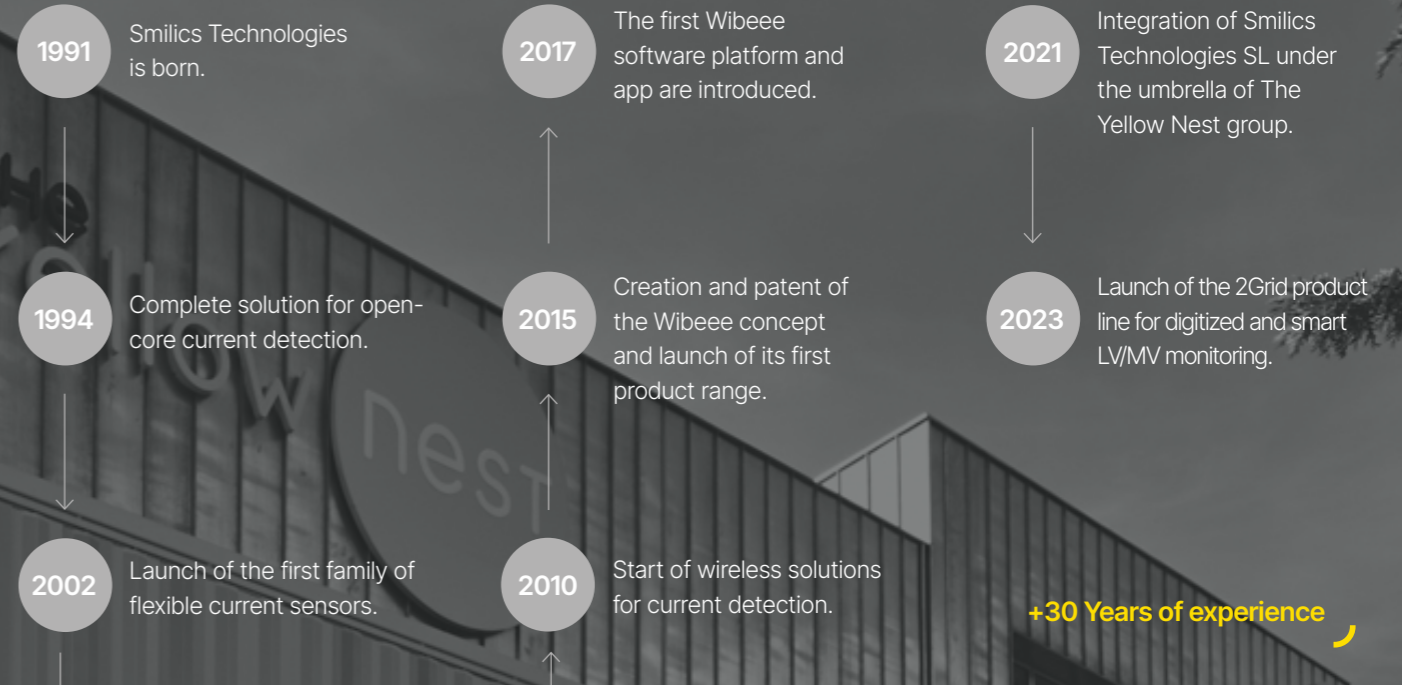 1991
Smilics Technologies
is born.
1994
Complete solution for open-
core current detection.
2002
Launch of the first family of
flexible current sensors.
2010
Start of wireless solutions
for current detection.
2015
Creation and patent of
the Wibeee concept
and launch of its first
product range.
2017
The first Wibeee
software platform and
app are introduced.
2021
Integration of Smilics
Technologies SL under
the umbrella of The
Yellow Nest group.
2023
Launch of the 2Grid product
line for digitized and smart
LV/MV monitoring.
+30 Years of experience
the
yellow
nest